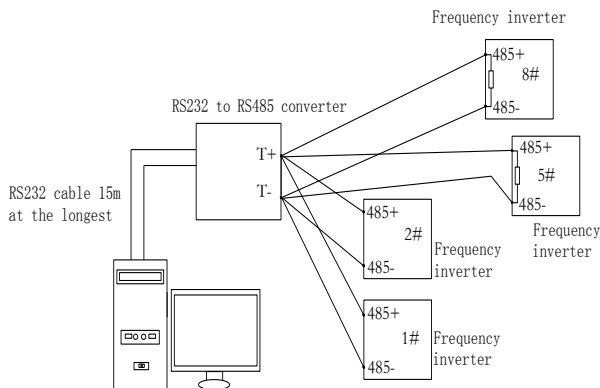 Frequency inverter
485+
8#
485-
RS232 to RS485 converter
T+
T-
RS232 cable 15m
at the longest
485+
5#
485-
Frequency
inverter
485+
2#
485-
Frequency
inverter
485+
1#
485-
Frequency
inverter